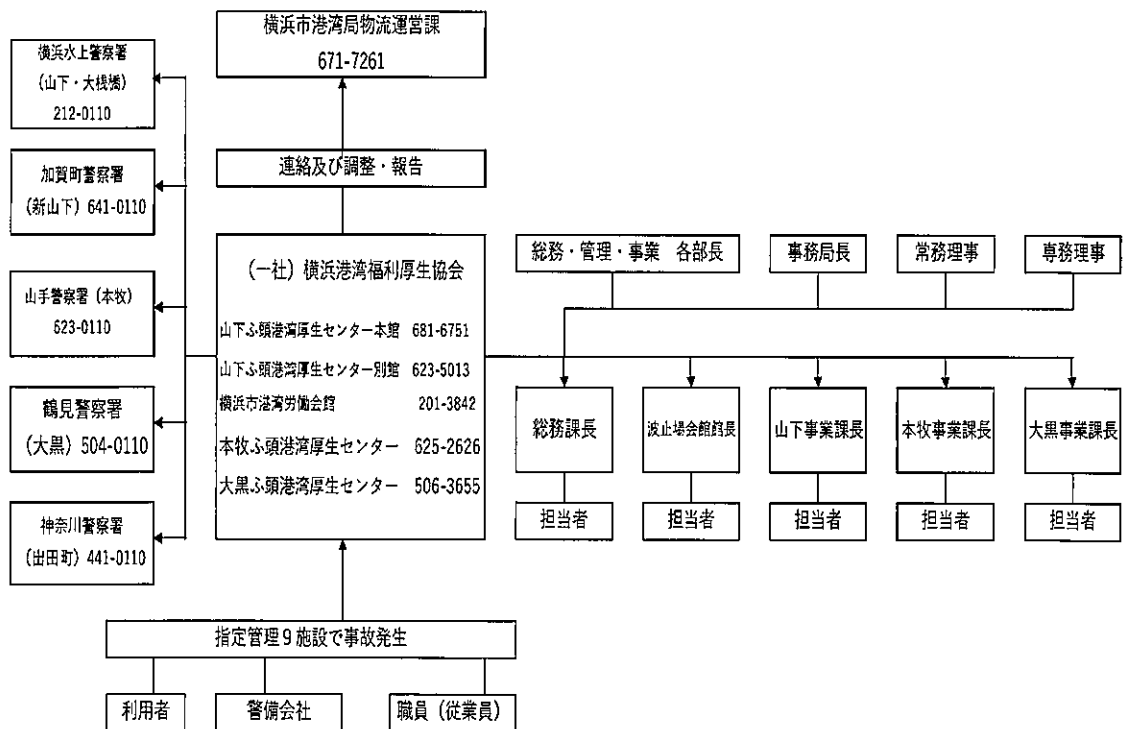 横浜市港湾局物流運営課
671-7261
横浜水上警察署
(山下・大桟橋)
212-0110
加賀町警察署
(新山下) 641-0110
山手警察署 (本牧)
623-0110
鶴見警察署
(大黒) 504-0110
神奈川警察署
(出田町) 441-0110
連絡及び調整・報告
(一社) 横浜港湾福利厚生協会
山下ふ頭港湾厚生センター本館 681-6751
山下ふ頭港湾厚生センター別館 623-5013
横浜市港湾労働会館 201-3842
本牧ふ頭港湾厚生センター 625-2626
大黒ふ頭港湾厚生センター 506-3655
総務・管理・事業 各部長
事務局長
常務理事
専務理事
総務課長
波止場会館館長
山下事業課長
本牧事業課長
大黒事業課長
担当者
担当者
担当者
担当者
担当者
指定管理9施設で事故発生
利用者
警備会社
職員 (従業員)